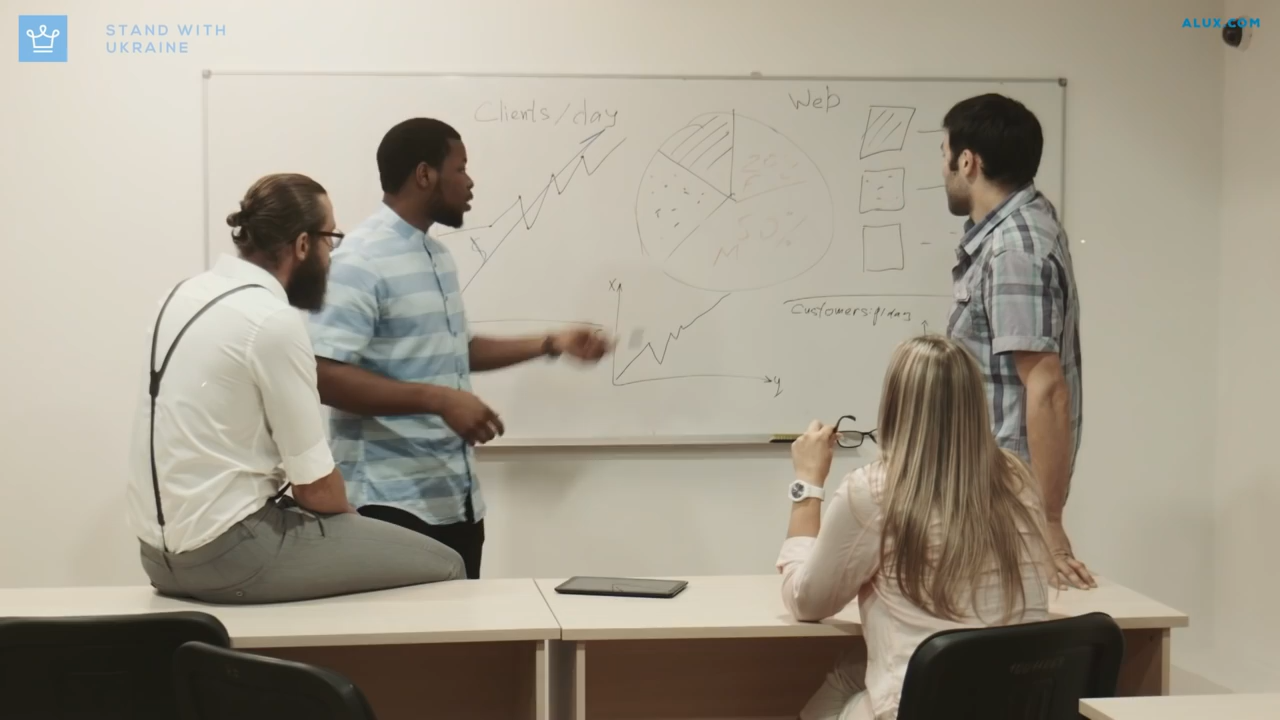 STAND WITH
UKRAINE
ALUX.COM
Clients/day
Web
20
50%
M
$
x
y
Customers:p/day